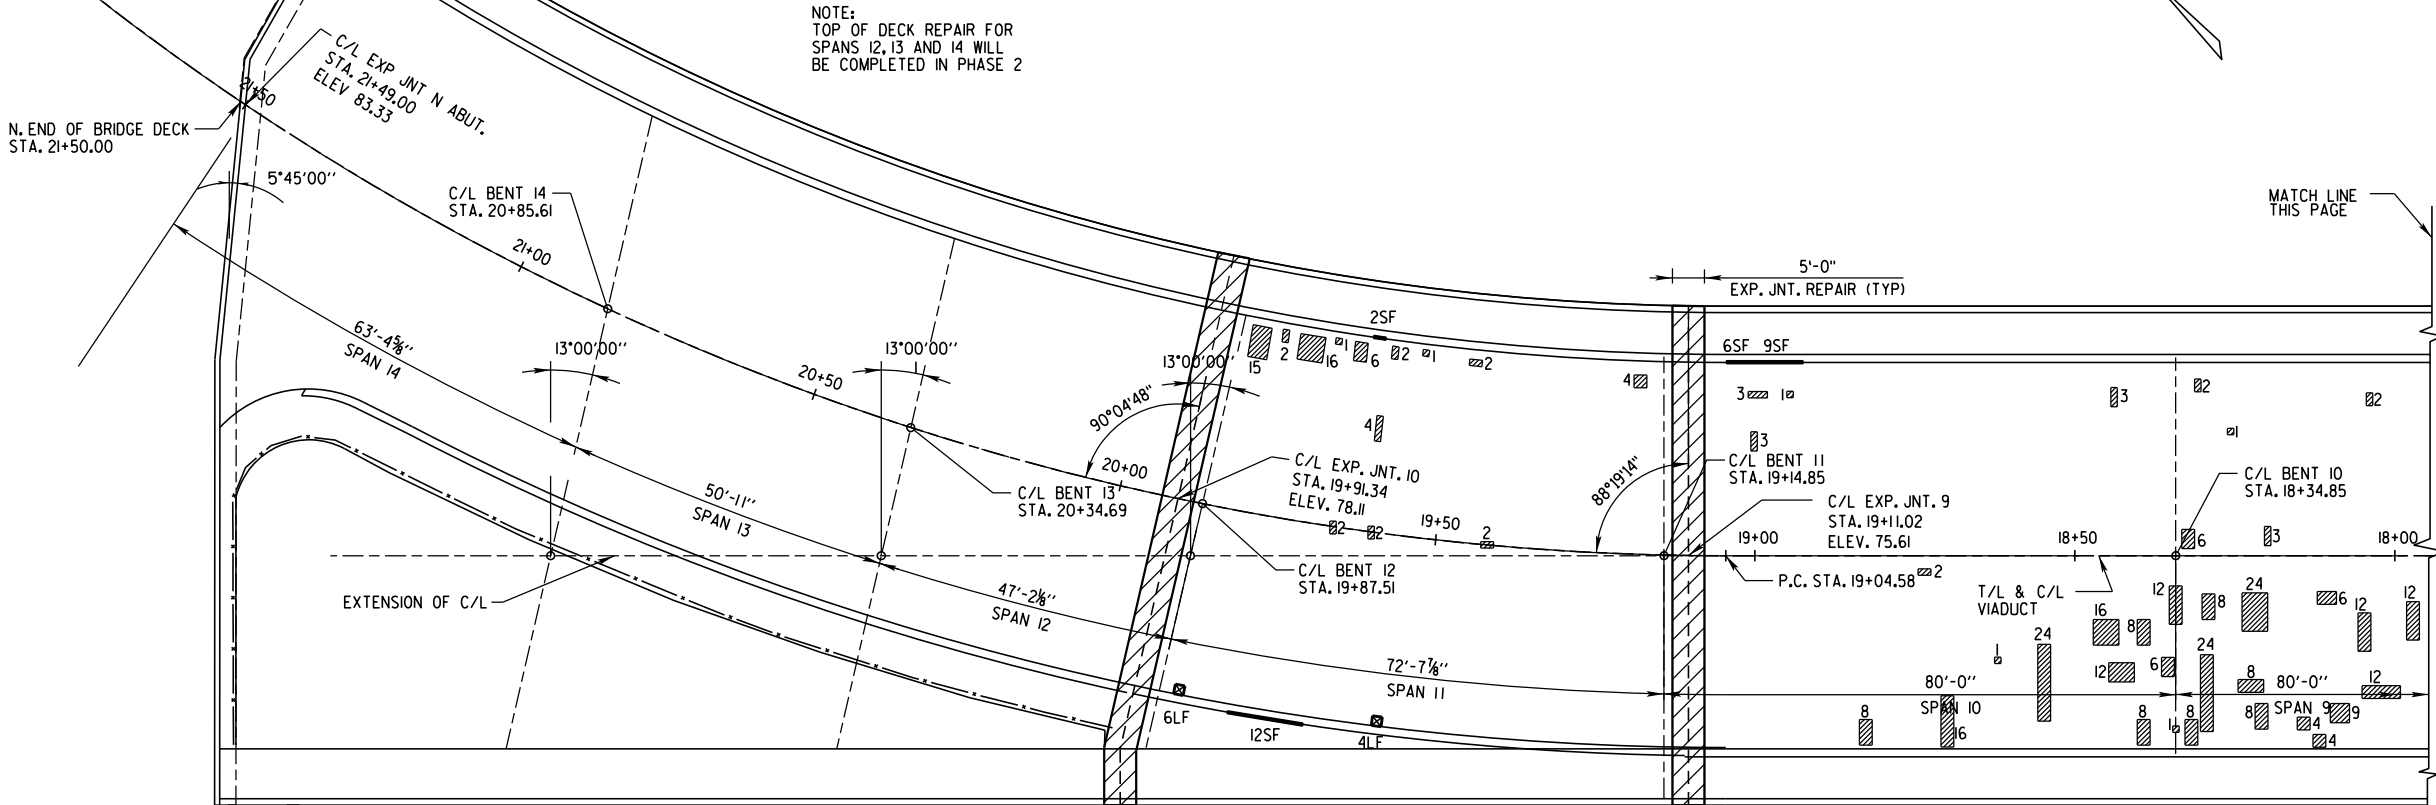 NOTE:
TOP OF DECK REPAIR FOR
SPANS 12, 13 AND 14 WILL
BE COMPLETED IN PHASE 2
C/L EXP JNT N ABUT.
STA. 21+49.00
ELEV 83.33
21+50
N. END OF BRIDGE DECK
STA. 21+50.00
5°45'00"
C/L BENT 14
STA. 20+85.61
21+00
63'-4⅝"
SPAN 14
13°00'00"
13°00'00"
13°00'00"
20+50
90°04'48"
20+00
50'-11"
SPAN 13
C/L BENT 13
STA. 20+34.69
C/L EXP. JNT. 10
STA. 19+91.34
ELEV. 78.11
EXTENSION OF C/L
47'-2⅛"
SPAN 12
C/L BENT 12
STA. 19+87.51
2SF
15
2
16
1
6
2
1
2
4
4
2
2
19+50
2
88°19'14"
72'-7⅞"
SPAN 11
6LF
12SF
4LF
5'-0"
EXP. JNT. REPAIR (TYP)
MATCH LINE
THIS PAGE
6SF 9SF
3
1
3
3
2
2
1
C/L BENT 11
STA. 19+14.85
C/L EXP. JNT. 9
STA. 19+11.02
ELEV. 75.61
C/L BENT 10
STA. 18+34.85
19+00
18+50
18+00
6
3
P.C. STA. 19+04.58
2
T/L & C/L
VIADUCT
12
8
24
6
12
12
16
8
24
24
1
12
6
8
12
80'-0"
SPAN 10
80'-0"
SPAN 9
8
16
8
1
8
8
4
9
4